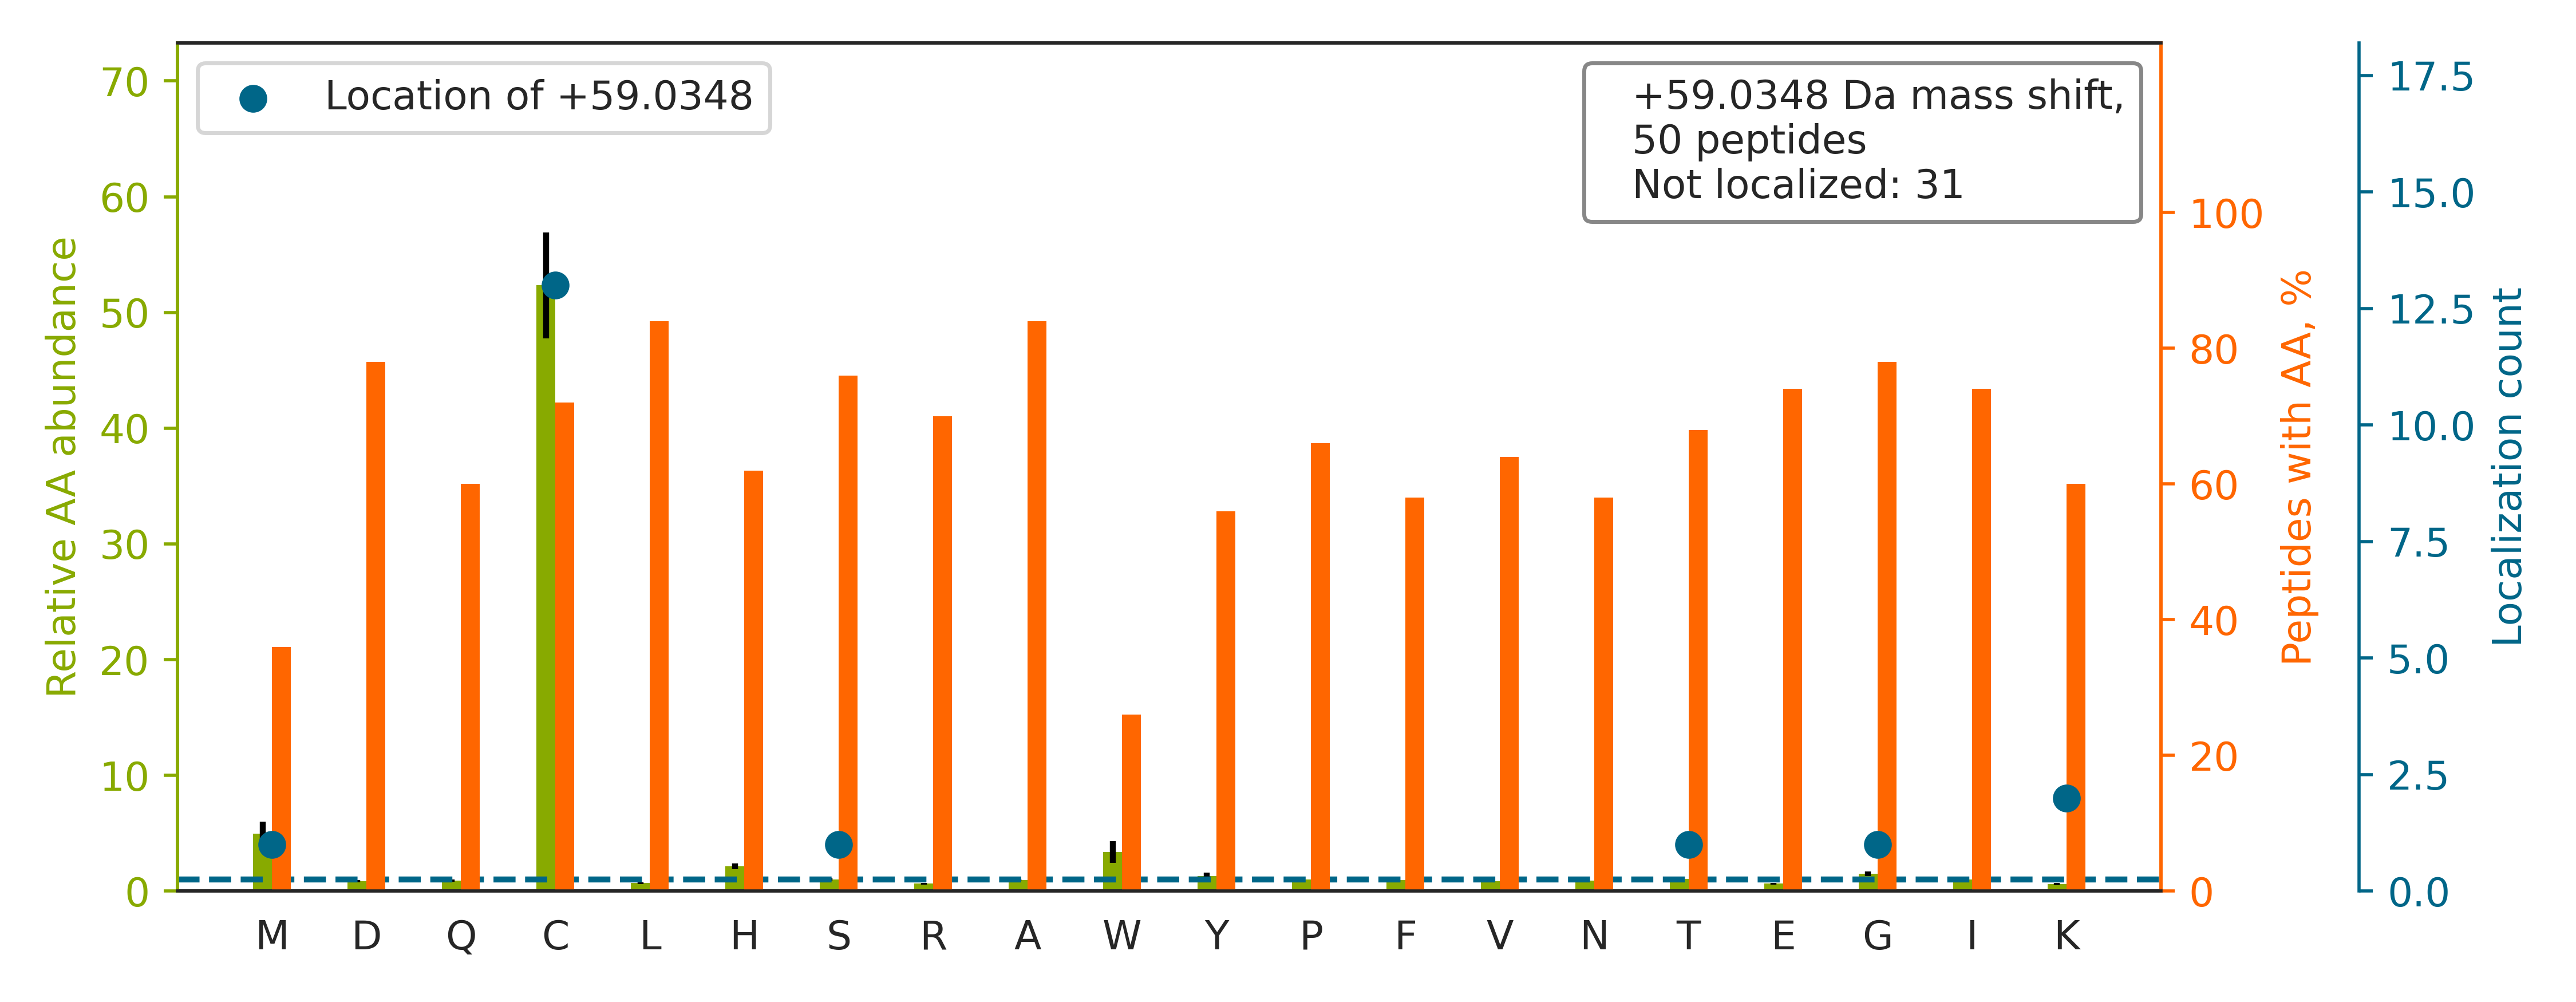 Location of +59.0348
+59.0348 Da mass shift,
50 peptides
Not localized: 31
Relative AA abundance
70
60
50
40
30
20
10
0
100
80
60
40
20
0
Peptides with AA, %
17.5
15.0
12.5
10.0
7.5
5.0
2.5
0.0
Localization count
M D Q C L H S R A W Y P F V N T E G I K